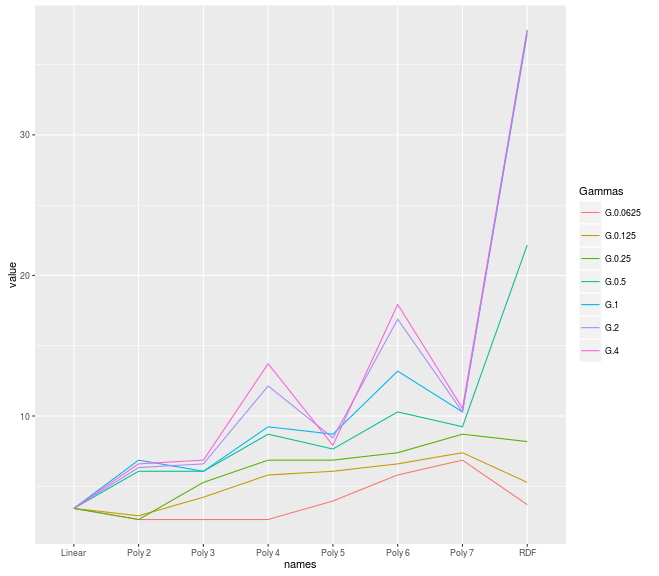 30
20
10
value
Linear
Poly 2
Poly 3
Poly 4
Poly 5
Poly 6
Poly 7
RDF
names
Gammas
G.0.0625
G.0.125
G.0.25
G.0.5
G.1
G.2
G.4